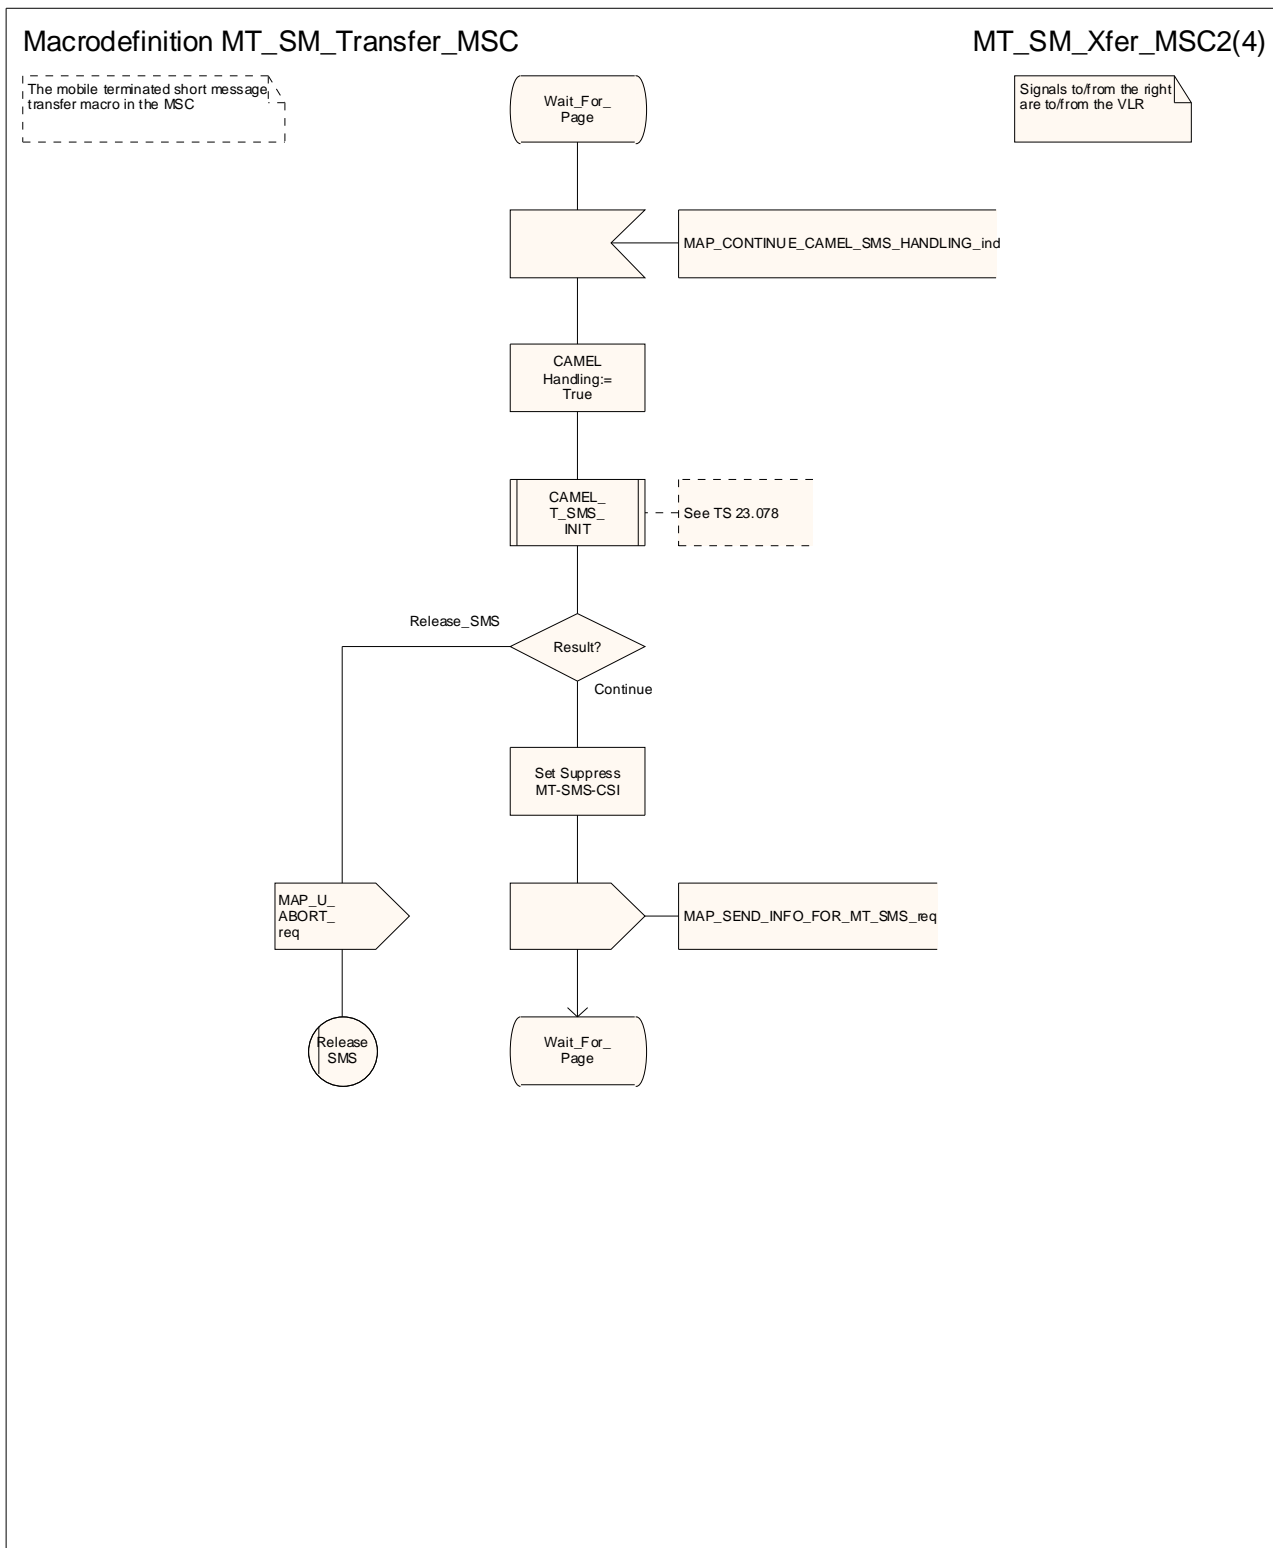 Macrodefinition MT_SM_Transfer_MSC
MT_SM_Xfer_MSC2(4)
The mobile terminated short message
transfer macro in the MSC
Signals to/from the right
are to/from the VLR
Wait_For_
Page
MAP_CONTINUE_CAMEL_SMS_HANDLING_ind
CAMEL
Handling:=
True
CAMEL_
T_SMS_
INIT
See TS 23.078
Release_SMS
Result?
Continue
Set Suppress
MT-SMS-CSI
MAP_U_
ABORT_
req
MAP_SEND_INFO_FOR_MT_SMS_req
Release
SMS
Wait_For_
Page